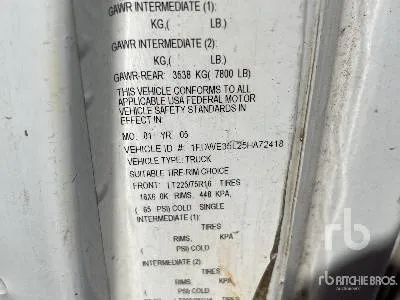 GAWR INTERMEDIATE (1):
KG,( LB.)
GAWR INTERMEDIATE (2):
KG,( LB.)
GAWR-REAR: 3538 KG( 7800 LB)
THIS VEHICLE CONFORMS TO ALL
APPLICABLE USA FEDERAL MOTOR
VEHICLE SAFETY STANDARDS IN
EFFECT IN:
MO. 01 YR 05
VEHICLE ID #: 1FDWE35L25HA72418
VEHICLE TYPE: TRUCK
SUITABLE TIRE-RIM CHOICE
FRONT: LT225/75R16 TIRES
16X6.0K RIMS, 448 KPA
( 65 PSI) COLD SINGLE
INTERMEDIATE (1):
TIRES
RIMS, KPA
( PSI) COLD
INTERMEDIATE (2):
TIRES
RIMS, KPA
( PSI) COLD
rb
RITCHIE BROS.